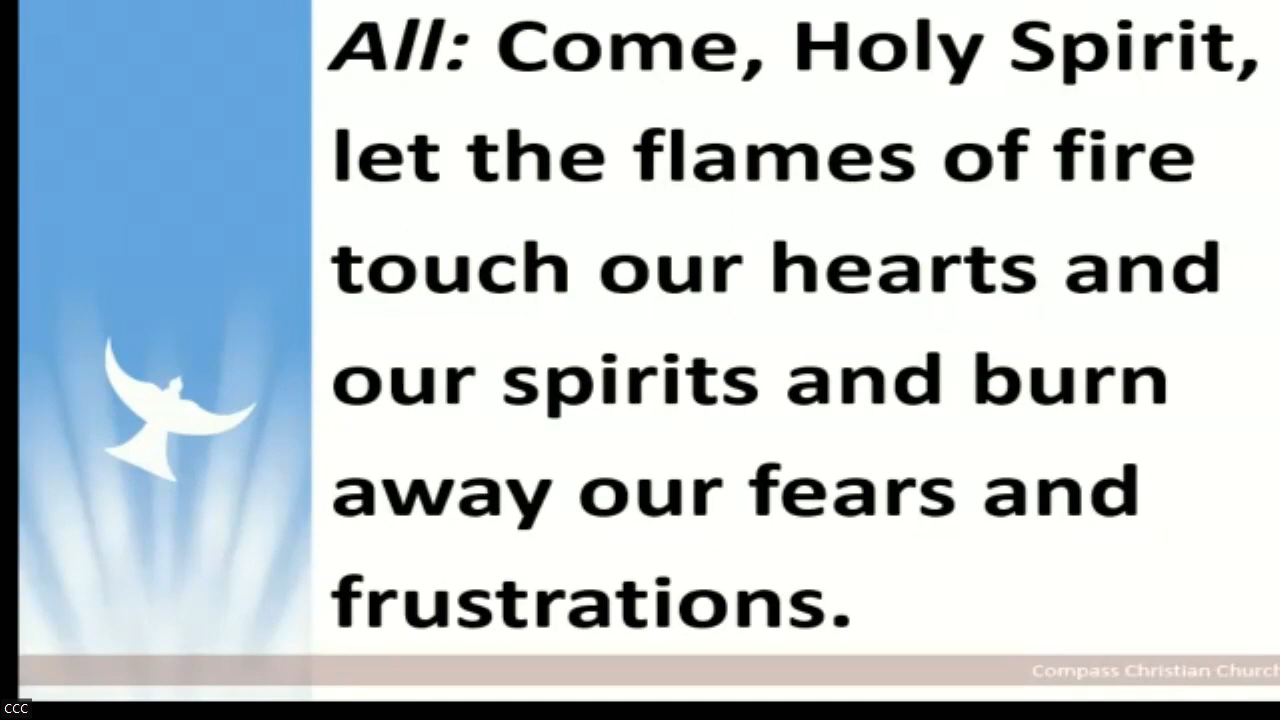 All: Come, Holy Spirit,
let the flames of fire
touch our hearts and
our spirits and burn
away our fears and
frustrations.
Compass Christian Church
CCC